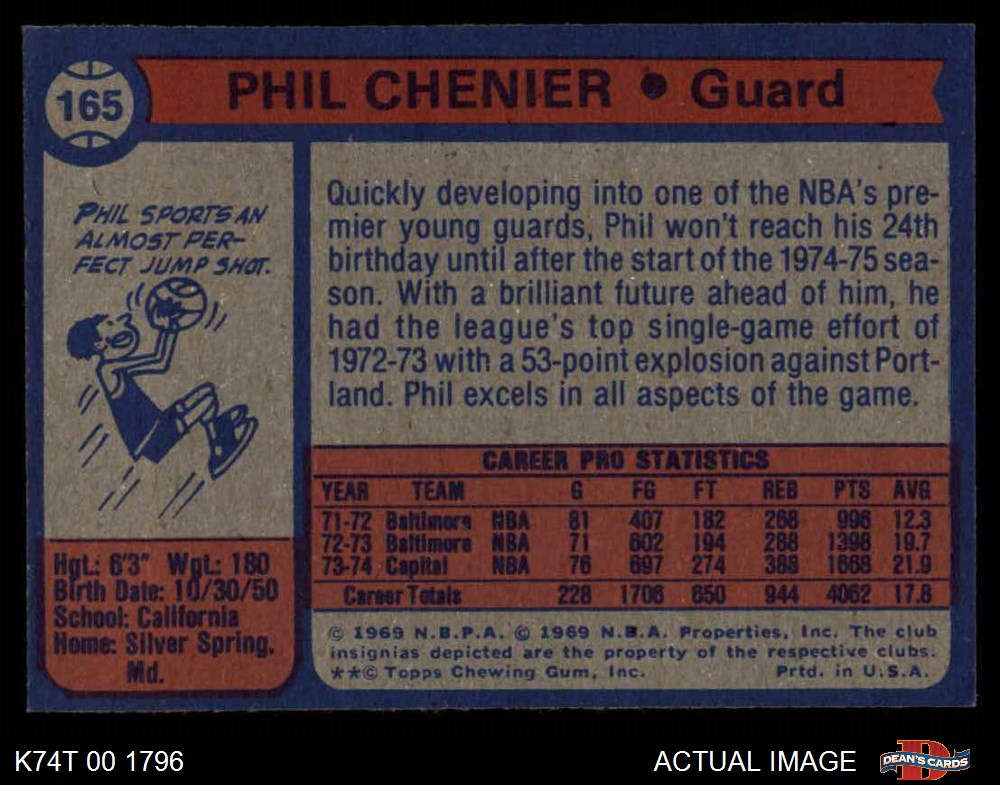 165
PHIL CHENIER ● Guard
PHIL SPORTS AN
ALMOST PER-
FECT JUMP SHOT.
Hgt.: 6'3" Wgt.: 180
Birth Date: 10/30/50
School: California
Home: Silver Spring,
Md.
Quickly developing into one of the NBA's pre-
mier young guards, Phil won't reach his 24th
birthday until after the start of the 1974-75 sea-
son. With a brilliant future ahead of him, he
had the league's top single-game effort of
1972-73 with a 53-point explosion against Port-
land. Phil excels in all aspects of the game.
CAREER PRO STATISTICS
YEAR TEAM G FG FT REB PTS AVG
71-72 Baltimore NBA 81 407 182 268 996 12.3
72-73 Baltimore NBA 71 602 194 288 1398 19.7
73-74 Capital NBA 76 697 274 388 1668 21.9
Career Totals 228 1706 650 944 4062 17.8
© 1969 N.B.P.A. © 1969 N.B.A. Properties, Inc. The club
insignias depicted are the property of the respective clubs.
**© Topps Chewing Gum, Inc. Prtd. in U.S.A.
K74T 00 1796 ACTUAL IMAGE DEAN'S CARDS